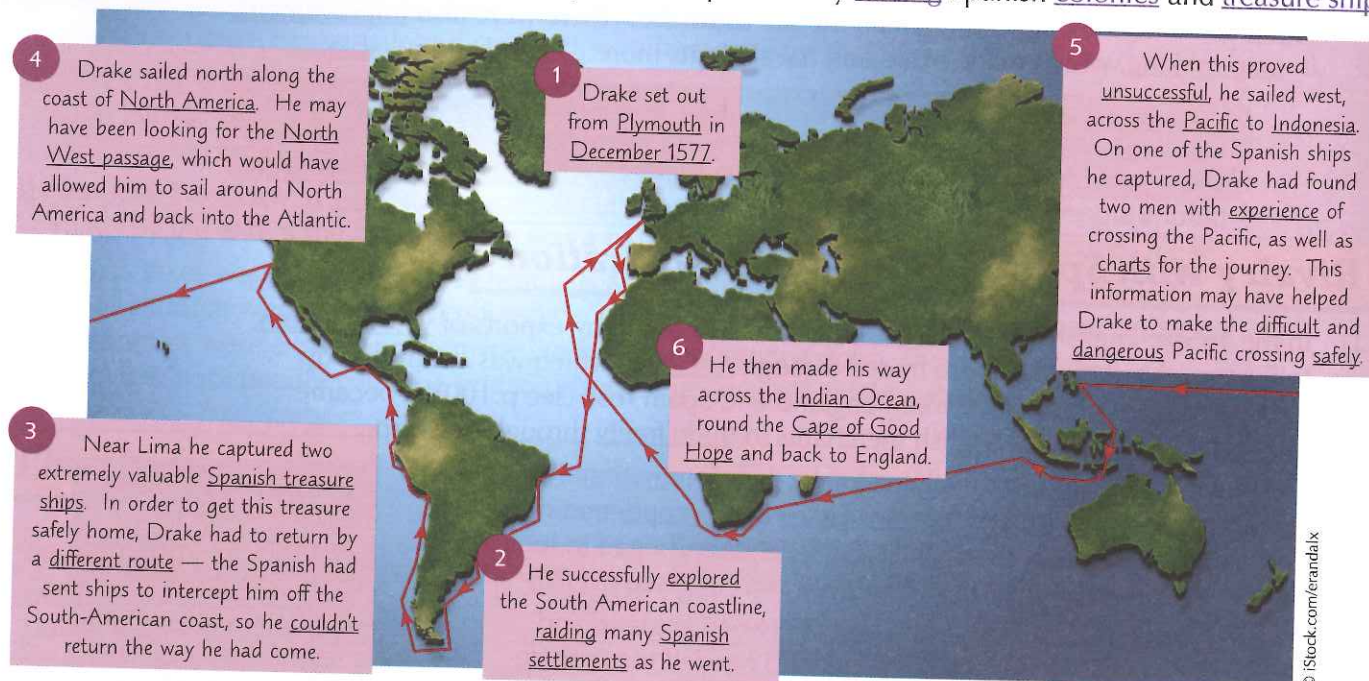 Spanish colonies and treasure ship
1
Drake set out
from Plymouth in
December 1577.
2
He successfully explored
the South American coastline,
raiding many Spanish
settlements as he went.
3
Near Lima he captured two
extremely valuable Spanish treasure
ships. In order to get this treasure
safely home, Drake had to return by
a different route — the Spanish had
sent ships to intercept him off the
South-American coast, so he couldn't
return the way he had come.
4
Drake sailed north along the
coast of North America. He may
have been looking for the North
West passage, which would have
allowed him to sail around North
America and back into the Atlantic.
5
When this proved
unsuccessful, he sailed west,
across the Pacific to Indonesia.
On one of the Spanish ships
he captured, Drake had found
two men with experience of
crossing the Pacific, as well as
charts for the journey. This
information may have helped
Drake to make the difficult and
dangerous Pacific crossing safely.
6
He then made his way
across the Indian Ocean,
round the Cape of Good
Hope and back to England.
© iStock.com/erandalx